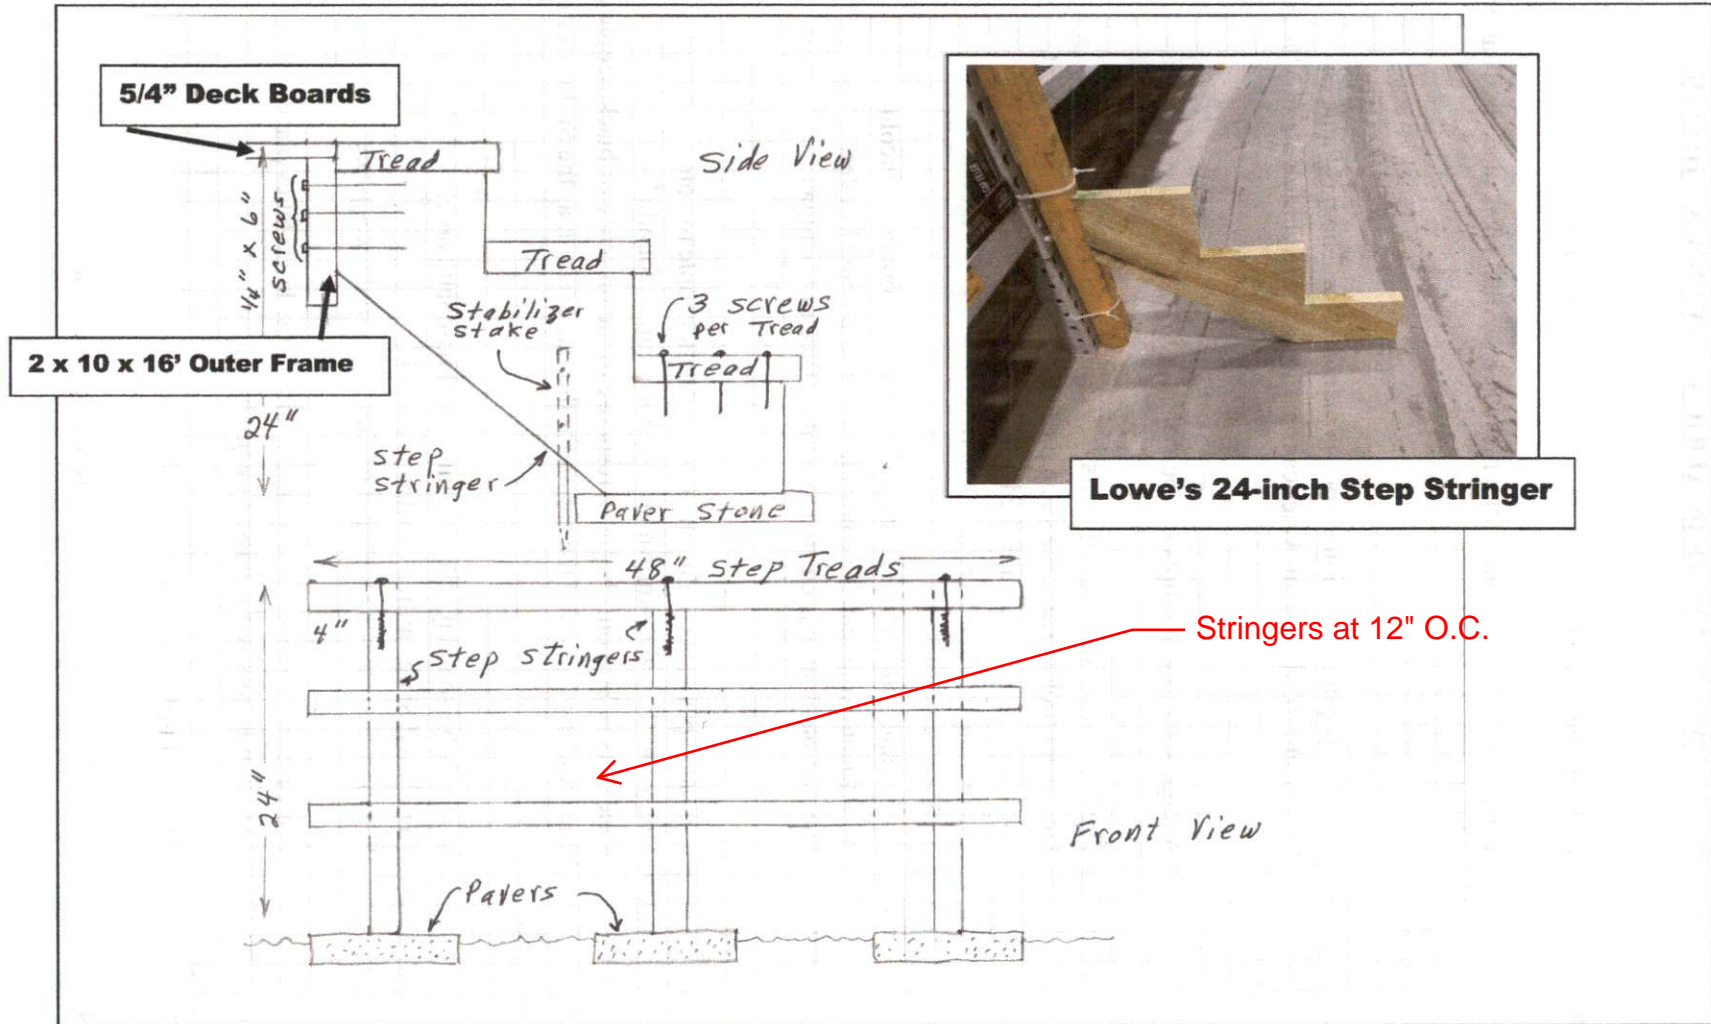 5/4” Deck Boards
Tread
Side View
1/4" x 6"
screws
Tread
Stabilizer
stake
3 screws
per Tread
2 x 10 x 16’ Outer Frame
Tread
24"
step
stringer
Paver Stone
Lowe’s 24-inch Step Stringer
48" Step Treads
4"
Step stringers
Stringers at 12" O.C.
24"
Front View
Pavers